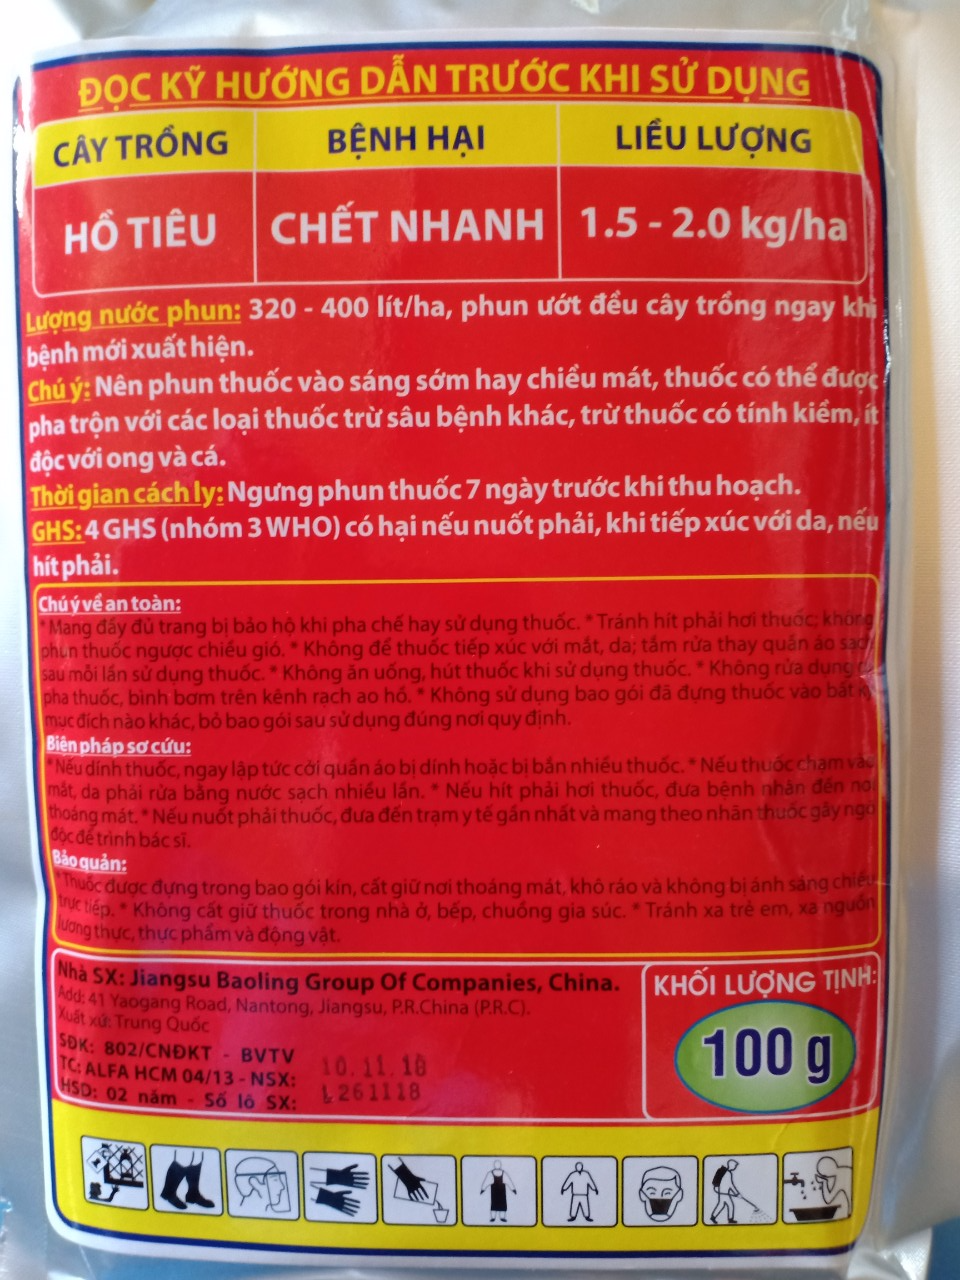 ĐỌC KỸ HƯỚNG DẪN TRƯỚC KHI SỬ DỤNG
CÂY TRỒNG BỆNH HẠI LIỀU LƯỢNG
HỒ TIÊU CHẾT NHANH 1.5 - 2.0 kg/ha
Lượng nước phun: 320 - 400 lít/ha, phun ướt đều cây trồng ngay khi
bệnh mới xuất hiện.
Chú ý: Nên phun thuốc vào sáng sớm hay chiều mát, thuốc có thể được
pha trộn với các loại thuốc trừ sâu bệnh khác, trừ thuốc có tính kiềm, ít
độc với ong và cá.
Thời gian cách ly: Ngưng phun thuốc 7 ngày trước khi thu hoạch.
GHS: 4 GHS (nhóm 3 WHO) có hại nếu nuốt phải, khi tiếp xúc với da, nếu
hít phải.
Chú ý về an toàn:
* Mang đầy đủ trang bị bảo hộ khi pha chế hay sử dụng thuốc. * Tránh hít phải hơi thuốc; không
phun thuốc ngược chiều gió. * Không để thuốc tiếp xúc với mắt, da; tắm rửa thay quần áo sạch
sau mỗi lần sử dụng thuốc. * Không ăn uống, hút thuốc khi sử dụng thuốc. * Không rửa dụng
pha thuốc, bình bơm trên kênh rạch ao hồ. * Không sử dụng bao gói đã đựng thuốc vào bất
mục đích nào khác, bỏ bao gói sau sử dụng đúng nơi quy định.
Biện pháp sơ cứu:
* Nếu dính thuốc, ngay lập tức cởi quần áo bị dính hoặc bị bắn nhiều thuốc. * Nếu thuốc chạm vào
mắt, da phải rửa bằng nước sạch nhiều lần. * Nếu hít phải hơi thuốc, đưa bệnh nhân đến nơi
thoáng mát. * Nếu nuốt phải thuốc, đưa đến trạm y tế gần nhất và mang theo nhãn thuốc gây ngộ
độc để trình bác sĩ.
Bảo quản:
* Thuốc được đựng trong bao gói kín, cất giữ nơi thoáng mát, khô ráo và không bị ánh sáng chiếu
trực tiếp. * Không cất giữ thuốc trong nhà ở, bếp, chuồng gia súc. * Tránh xa trẻ em, xa nguồn
lương thực, thực phẩm và động vật.
Nhà SX: Jiangsu Baoling Group Of Companies, China.
Add: 41 Yaogang Road, Nantong, Jiangsu, P.R.China (P.R.C).
Xuất xứ: Trung Quốc
SĐK: 802/CNĐKT - BVTV
TC: ALFA HCM 04/13 - NSX: 10.11.18
HSD: 02 năm - Số lô SX: L261118
KHỐI LƯỢNG TỊNH:
100 g